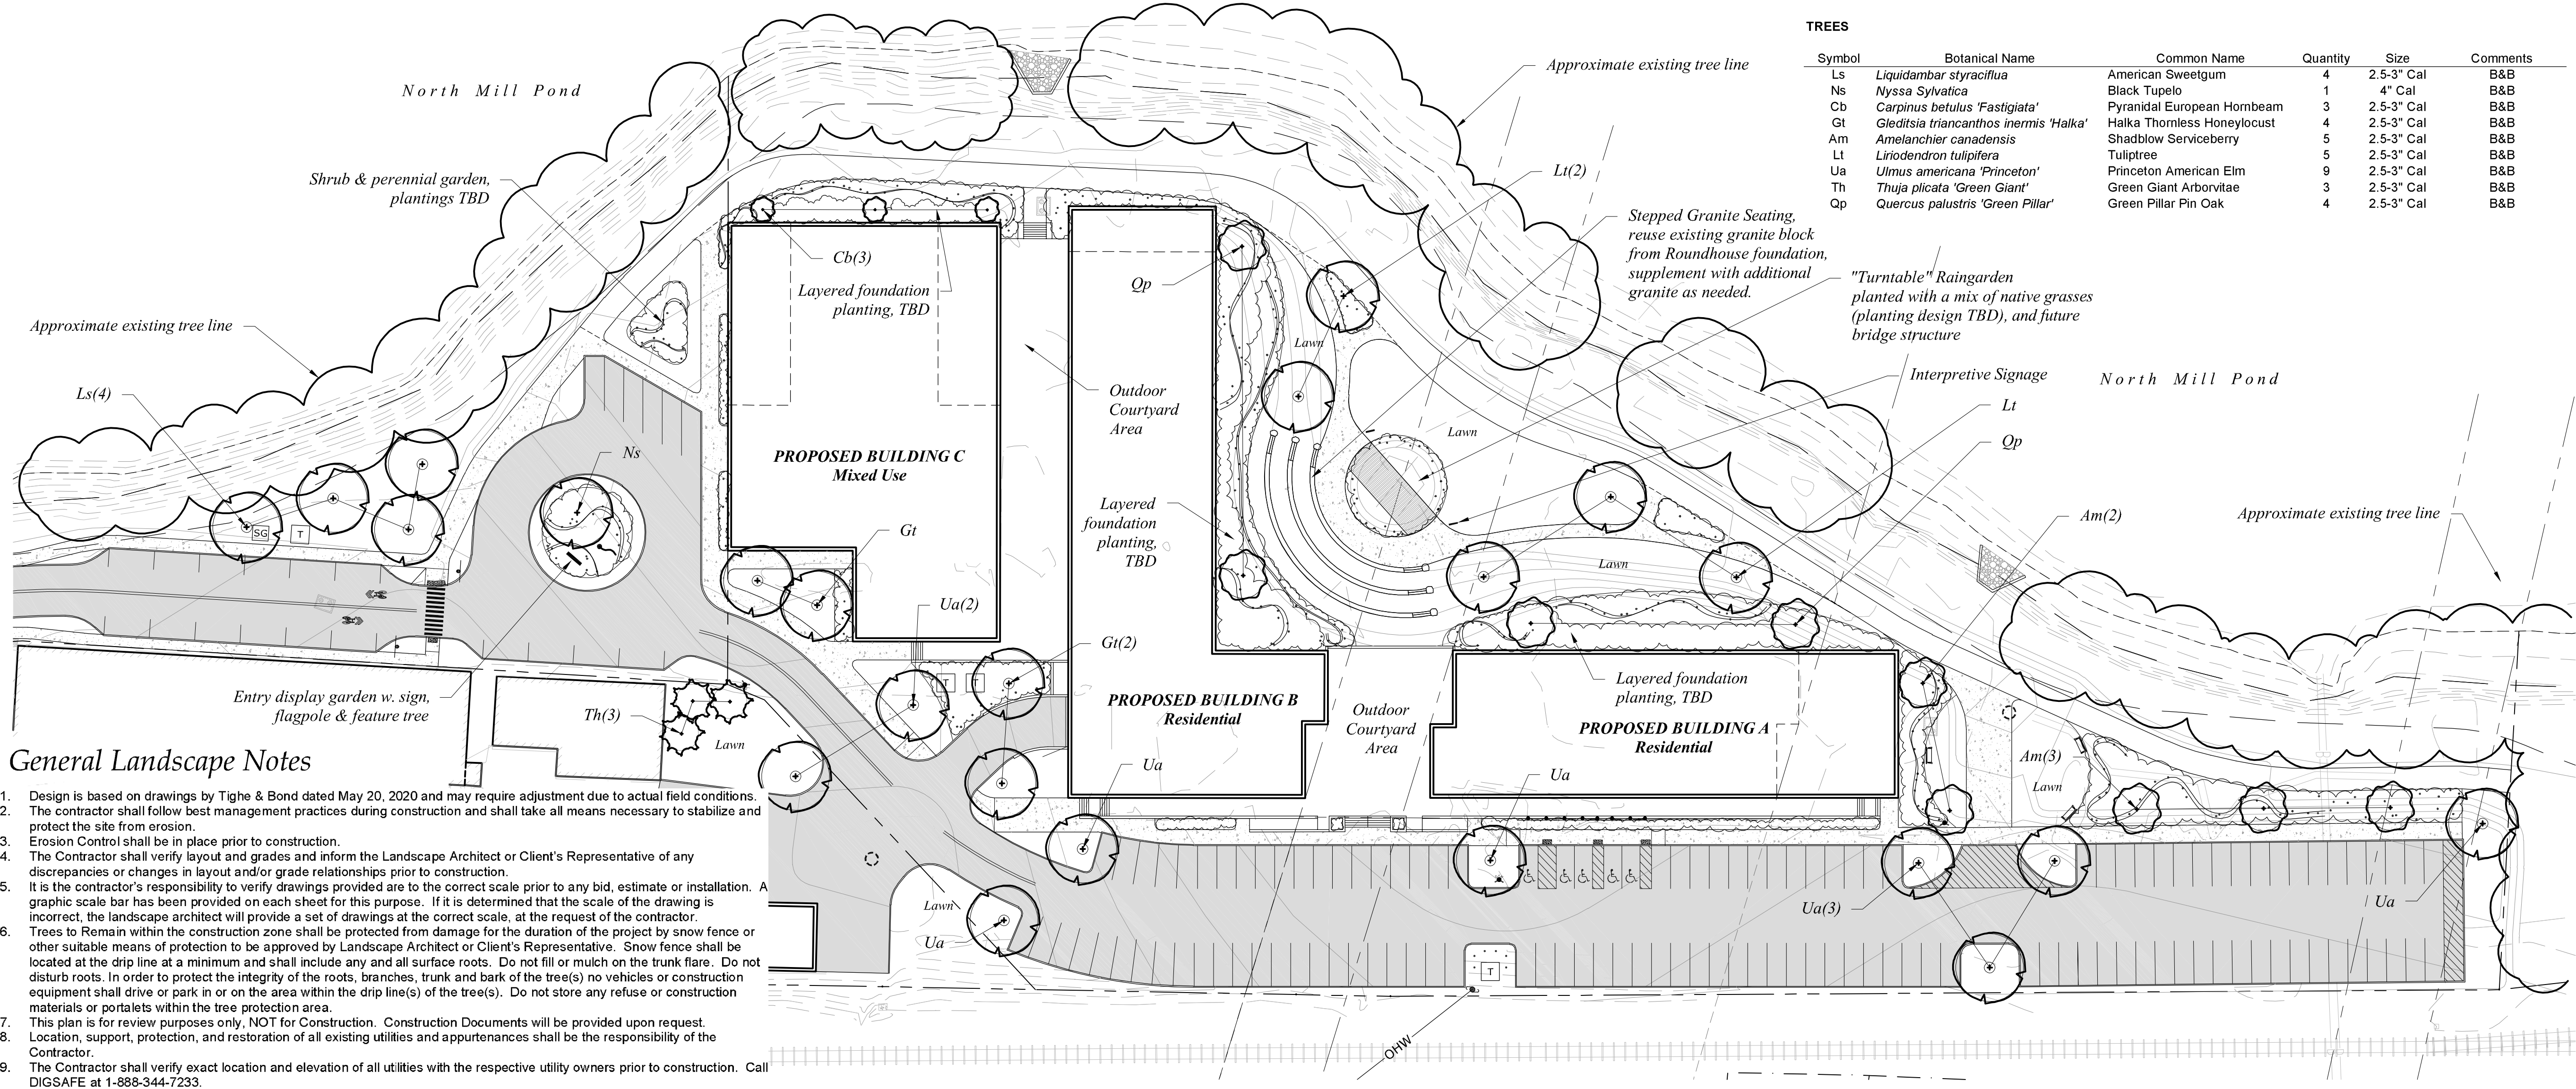 TREES
Symbol Botanical Name Common Name Quantity Size Comments
Ls Liquidambar styraciflua American Sweetgum 4 2.5-3" Cal B&B
Ns Nyssa Sylvatica Black Tupelo 1 4" Cal B&B
Cb Carpinus betulus 'Fastigiata' Pyranidal European Hornbeam 3 2.5-3" Cal B&B
Gt Gleditsia triancanthos inermis 'Halka' Halka Thornless Honeylocust 4 2.5-3" Cal B&B
Am Amelanchier canadensis Shadblow Serviceberry 5 2.5-3" Cal B&B
Lt Liriodendron tulipifera Tuliptree 5 2.5-3" Cal B&B
Ua Ulmus americana 'Princeton' Princeton American Elm 9 2.5-3" Cal B&B
Th Thuja plicata 'Green Giant' Green Giant Arborvitae 3 2.5-3" Cal B&B
Qp Quercus palustris 'Green Pillar' Green Pillar Pin Oak 4 2.5-3" Cal B&B
North Mill Pond
Approximate existing tree line
Shrub & perennial garden,
plantings TBD
Lt(2)
Stepped Granite Seating,
reuse existing granite block
from Roundhouse foundation,
supplement with additional
granite as needed.
"Turntable" Raingarden
planted with a mix of native grasses
(planting design TBD), and future
bridge structure
Cb(3)
Layered foundation
planting, TBD
Qp
Approximate existing tree line
Lawn
Interpretive Signage
North Mill Pond
Ls(4)
Outdoor
Courtyard
Area
Lt
Lawn
Qp
Ns
PROPOSED BUILDING C
Mixed Use
Layered
foundation
planting,
TBD
Am(2)
Approximate existing tree line
SG
T
Gt
Lawn
Ua(2)
Gt(2)
Entry display garden w. sign,
flagpole & feature tree
Th(3)
Lawn
T
T
PROPOSED BUILDING B
Residential
Outdoor
Courtyard
Area
Layered foundation
planting, TBD
PROPOSED BUILDING A
Residential
Am(3)
Lawn
Ua
Ua
Lawn
Ua
Ua(3)
Ua
T
OHW
General Landscape Notes
1. Design is based on drawings by Tighe & Bond dated May 20, 2020 and may require adjustment due to actual field conditions.
2. The contractor shall follow best management practices during construction and shall take all means necessary to stabilize and
protect the site from erosion.
3. Erosion Control shall be in place prior to construction.
4. The Contractor shall verify layout and grades and inform the Landscape Architect or Client's Representative of any
discrepancies or changes in layout and/or grade relationships prior to construction.
5. It is the contractor's responsibility to verify drawings provided are to the correct scale prior to any bid, estimate or installation. A
graphic scale bar has been provided on each sheet for this purpose. If it is determined that the scale of the drawing is
incorrect, the landscape architect will provide a set of drawings at the correct scale, at the request of the contractor.
6. Trees to Remain within the construction zone shall be protected from damage for the duration of the project by snow fence or
other suitable means of protection to be approved by Landscape Architect or Client's Representative. Snow fence shall be
located at the drip line at a minimum and shall include any and all surface roots. Do not fill or mulch on the trunk flare. Do not
disturb roots. In order to protect the integrity of the roots, branches, trunk and bark of the tree(s) no vehicles or construction
equipment shall drive or park in or on the area within the drip line(s) of the tree(s). Do not store any refuse or construction
materials or portalets within the tree protection area.
7. This plan is for review purposes only, NOT for Construction. Construction Documents will be provided upon request.
8. Location, support, protection, and restoration of all existing utilities and appurtenances shall be the responsibility of the
Contractor.
9. The Contractor shall verify exact location and elevation of all utilities with the respective utility owners prior to construction. Call
DIGSAFE at 1-888-344-7233.